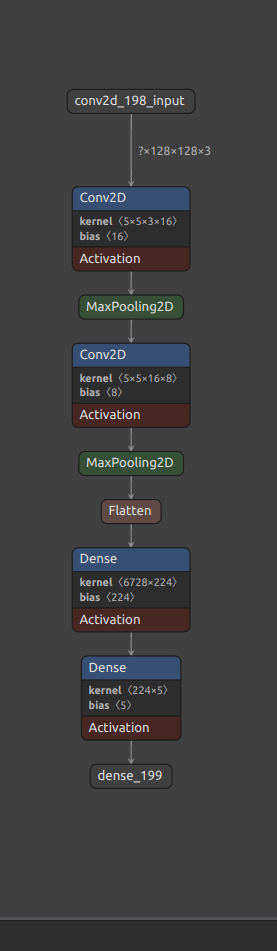 conv2d_198_input
?×128×128×3
Conv2D
kernel ⟨5×5×3×16⟩
bias ⟨16⟩
Activation
MaxPooling2D
Conv2D
kernel ⟨5×5×16×8⟩
bias ⟨8⟩
Activation
MaxPooling2D
Flatten
Dense
kernel ⟨6728×224⟩
bias ⟨224⟩
Activation
Dense
kernel ⟨224×5⟩
bias ⟨5⟩
Activation
dense_199